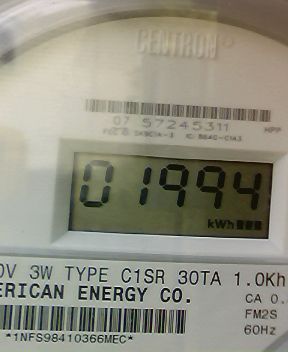 CENTRON
07 57245311
HPP
01994
kWh
0V 3W TYPE C1SR 30TA 1.0Kh
ERICAN ENERGY CO.
CA 0.
FM2S
60Hz
*1NFS98410366MEC*